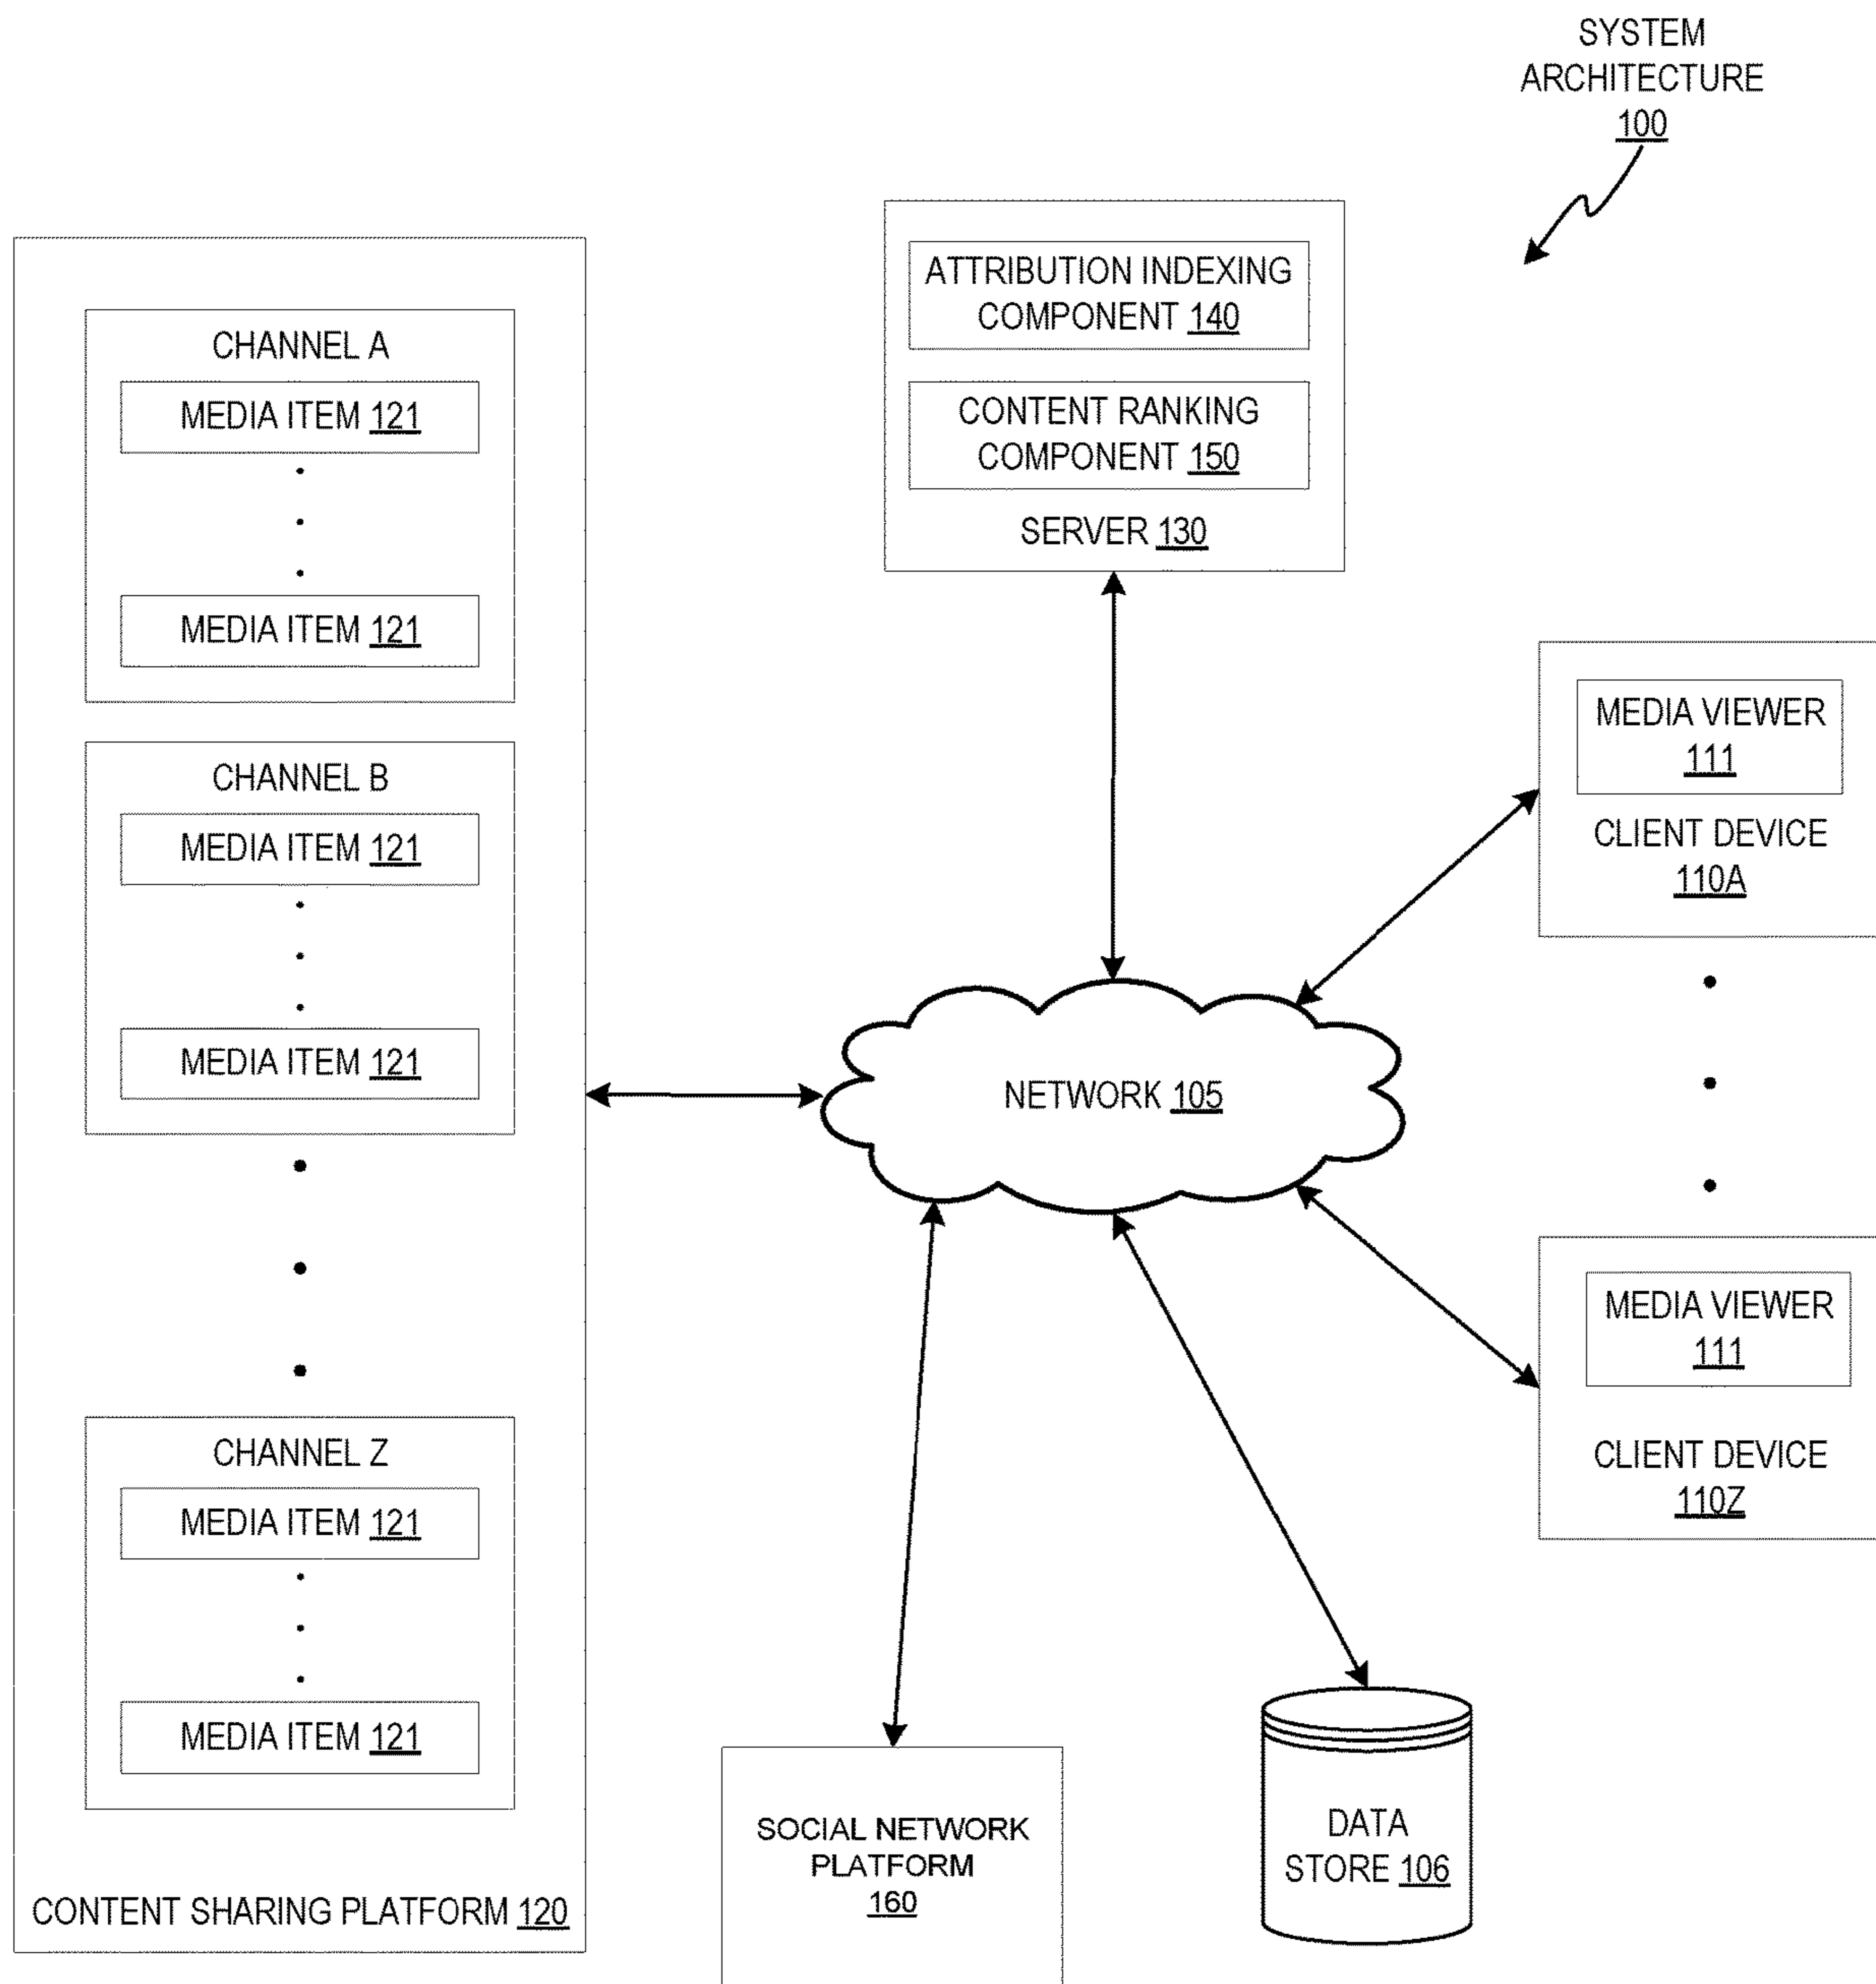 SYSTEM
ARCHITECTURE
100
ATTRIBUTION INDEXING
COMPONENT 140
CONTENT RANKING
COMPONENT 150
SERVER 130
CHANNEL A
MEDIA ITEM 121
MEDIA ITEM 121
CHANNEL B
MEDIA ITEM 121
MEDIA ITEM 121
CHANNEL Z
MEDIA ITEM 121
MEDIA ITEM 121
CONTENT SHARING PLATFORM 120
NETWORK 105
MEDIA VIEWER
111
CLIENT DEVICE
110A
MEDIA VIEWER
111
CLIENT DEVICE
110Z
SOCIAL NETWORK
PLATFORM
160
DATA
STORE 106